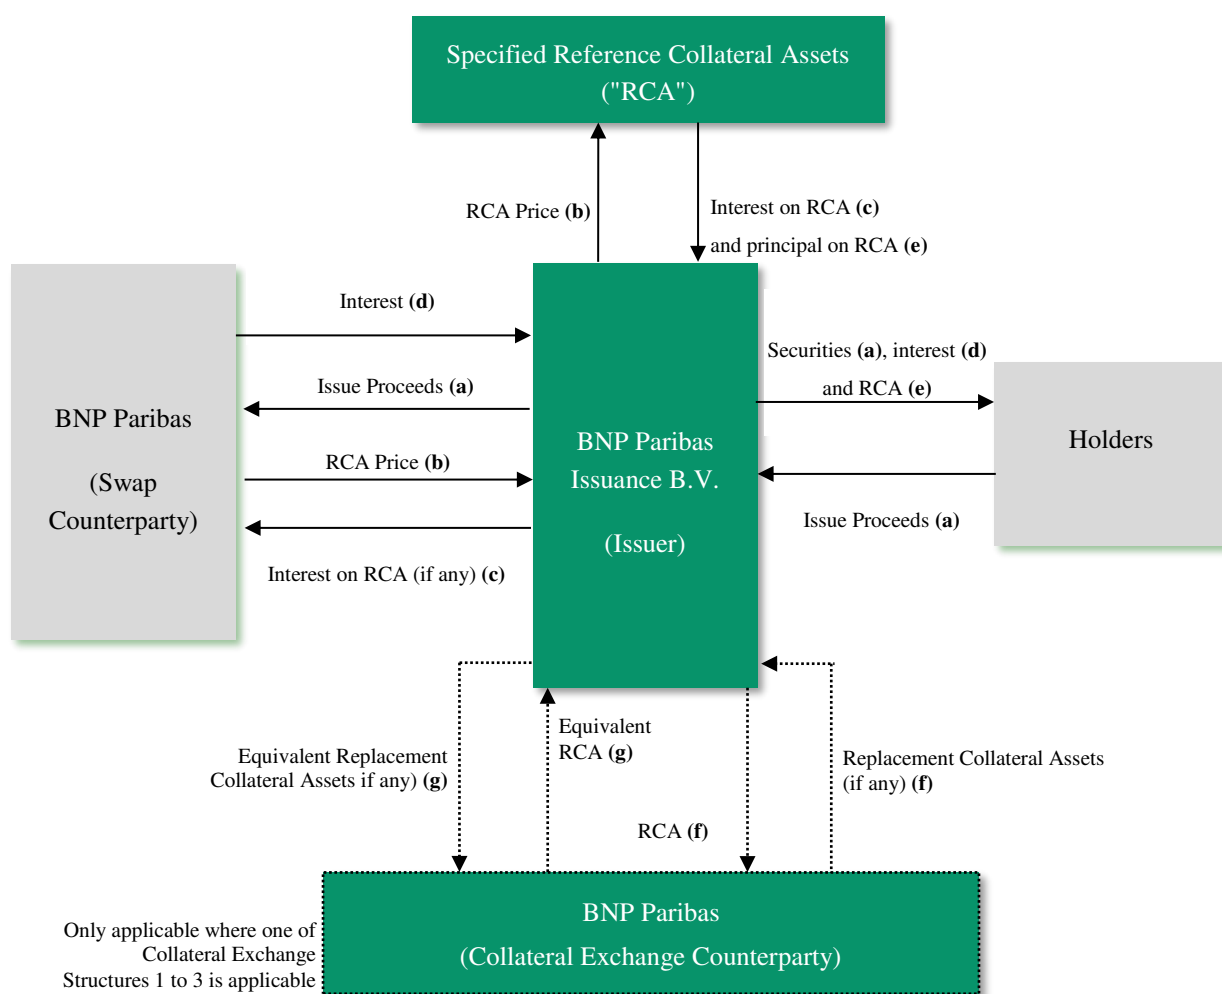 Specified Reference Collateral Assets
("RCA")
RCA Price (b)
Interest on RCA (c)
and principal on RCA (e)
Interest (d)
Issue Proceeds (a)
RCA Price (b)
Interest on RCA (if any) (c)
BNP Paribas
(Swap
Counterparty)
BNP Paribas
Issuance B.V.
(Issuer)
Securities (a), interest (d)
and RCA (e)
Issue Proceeds (a)
Holders
Equivalent Replacement
Collateral Assets if any) (g)
Equivalent
RCA (g)
RCA (f)
Replacement Collateral Assets
(if any) (f)
BNP Paribas
(Collateral Exchange Counterparty)
Only applicable where one of
Collateral Exchange
Structures 1 to 3 is applicable